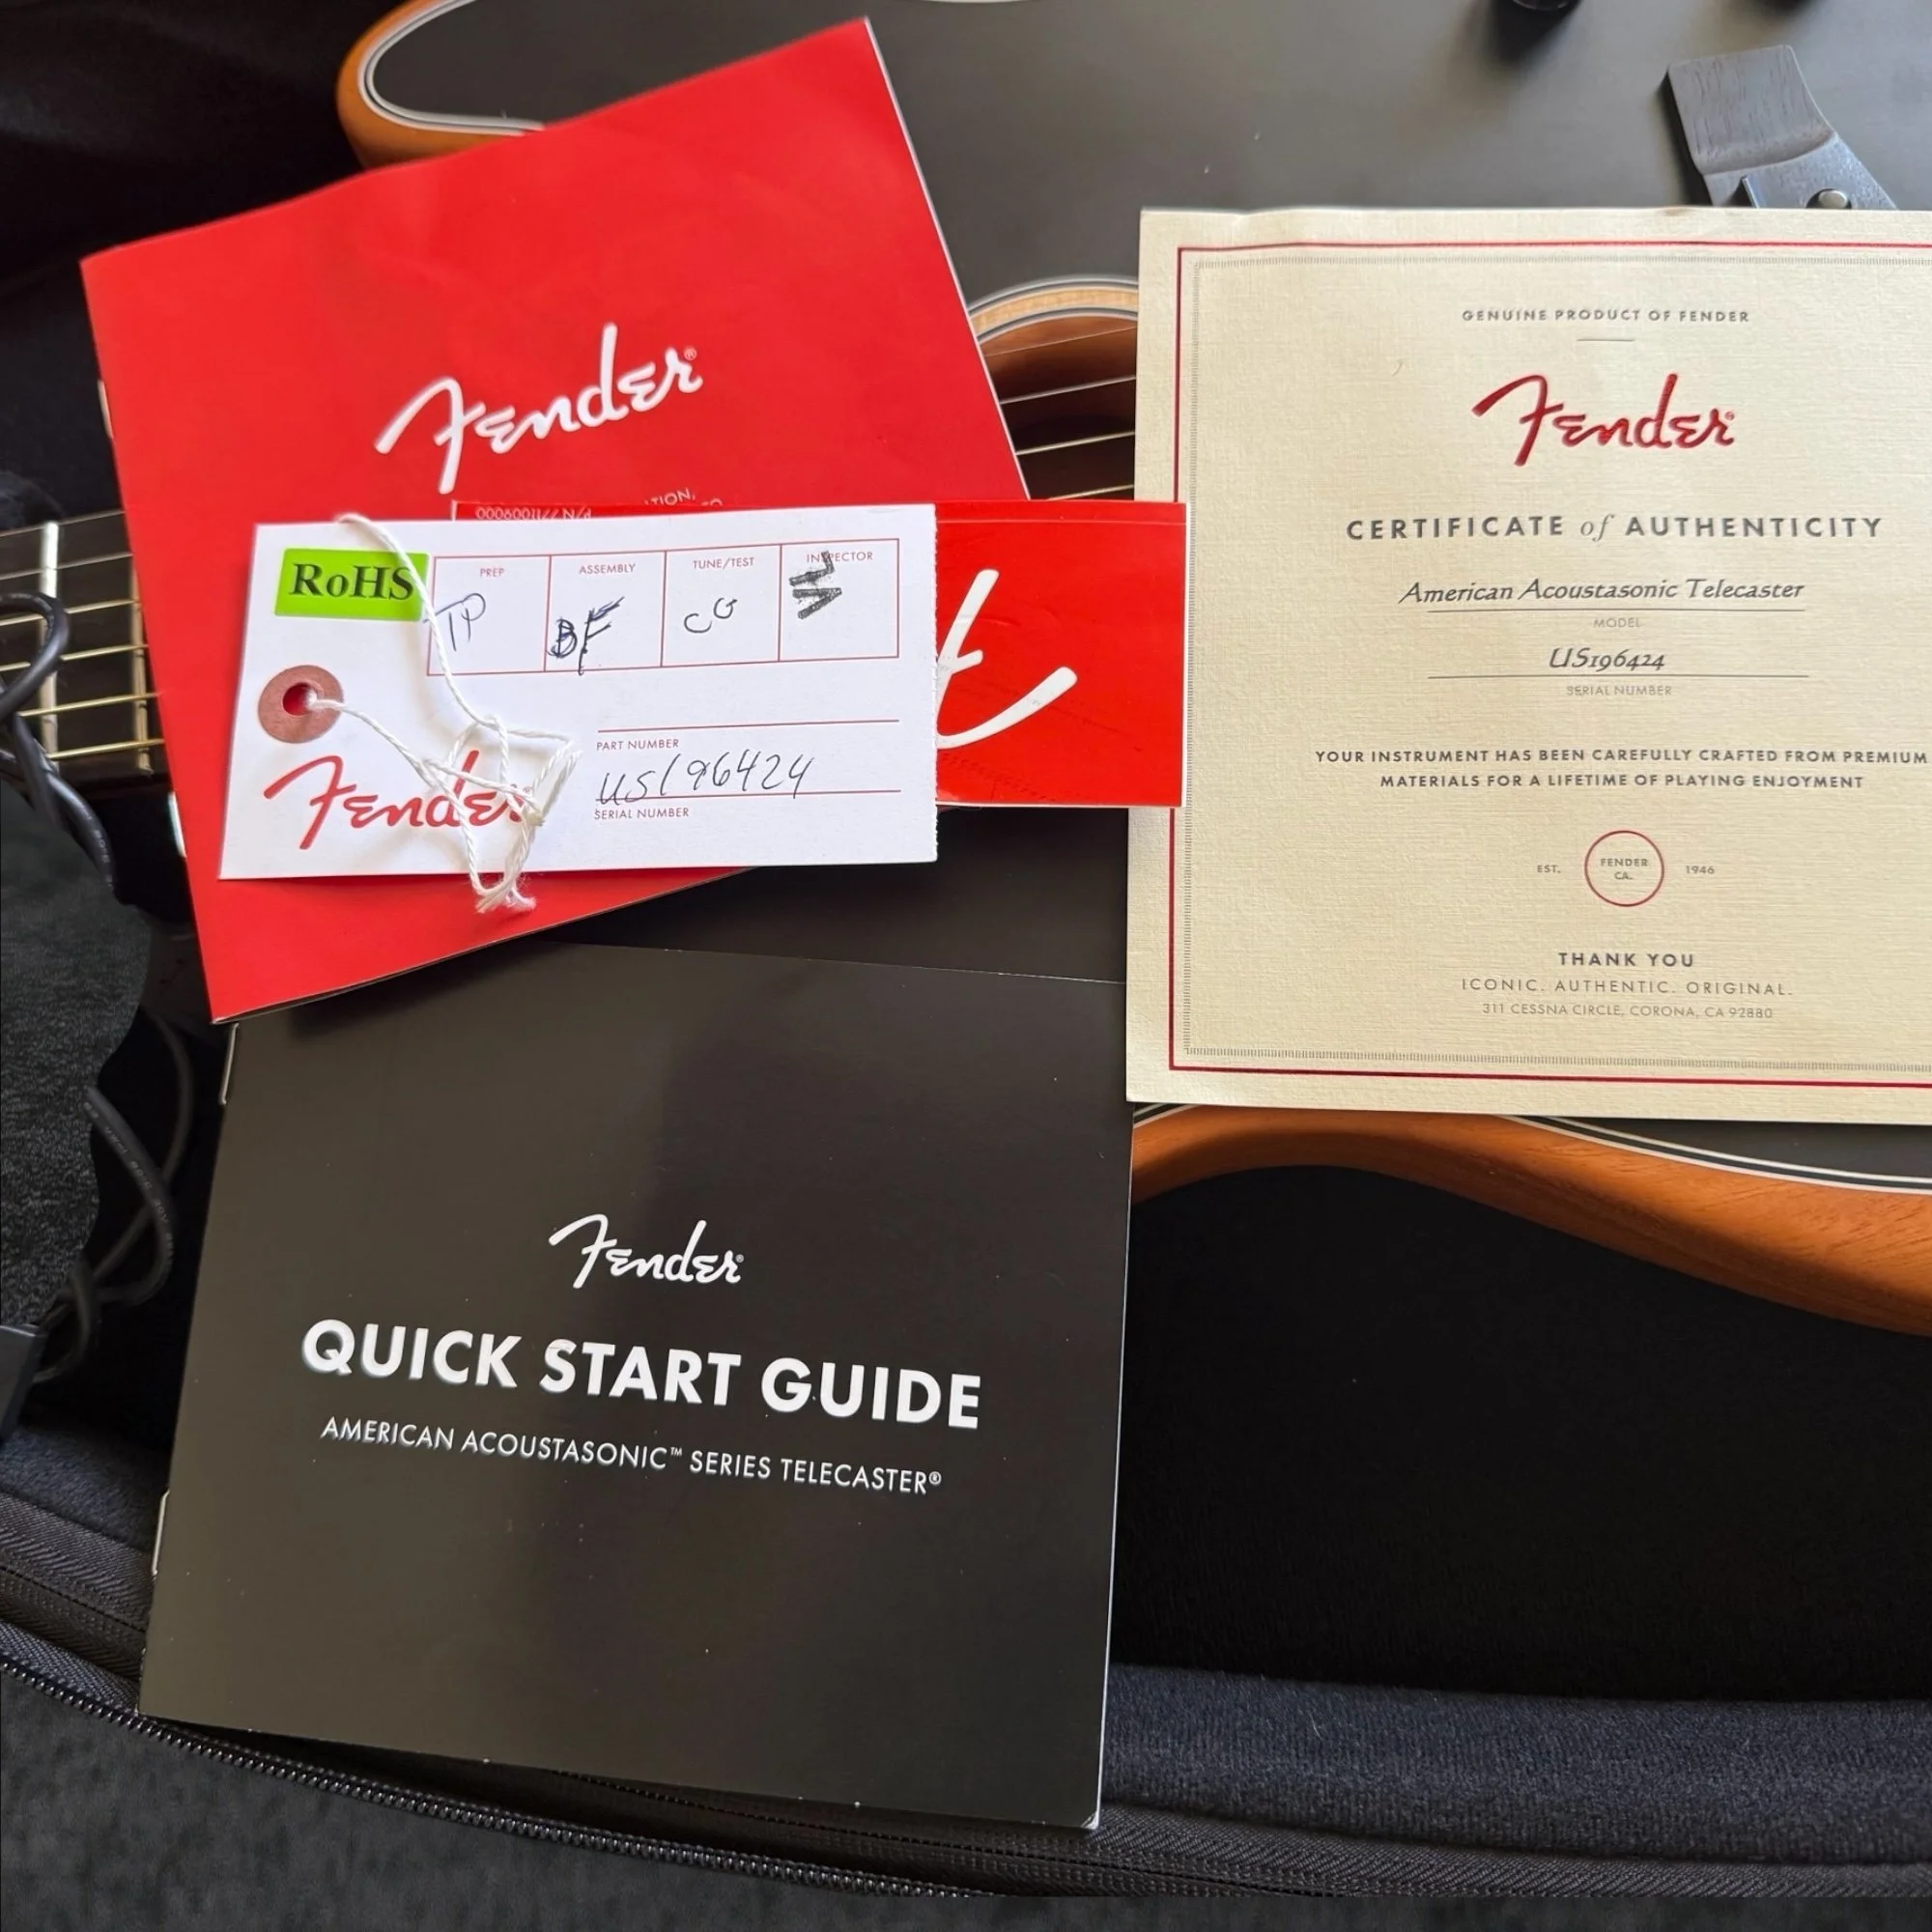 Fender®
TION,
P/N 7711009000
RoHS
PREP
ASSEMBLY
TUNE/TEST
INSPECTOR
TP
BF
CG
PART NUMBER
US196424
SERIAL NUMBER
Fender
t
GENUINE PRODUCT OF FENDER
Fender®
CERTIFICATE of AUTHENTICITY
American Acoustasonic Telecaster
MODEL
US196424
SERIAL NUMBER
YOUR INSTRUMENT HAS BEEN CAREFULLY CRAFTED FROM PREMIUM
MATERIALS FOR A LIFETIME OF PLAYING ENJOYMENT
EST.
FENDER
CA.
1946
THANK YOU
ICONIC. AUTHENTIC. ORIGINAL.
311 CESSNA CIRCLE, CORONA, CA 92880
Fender®
QUICK START GUIDE
AMERICAN ACOUSTASONIC™ SERIES TELECASTER®